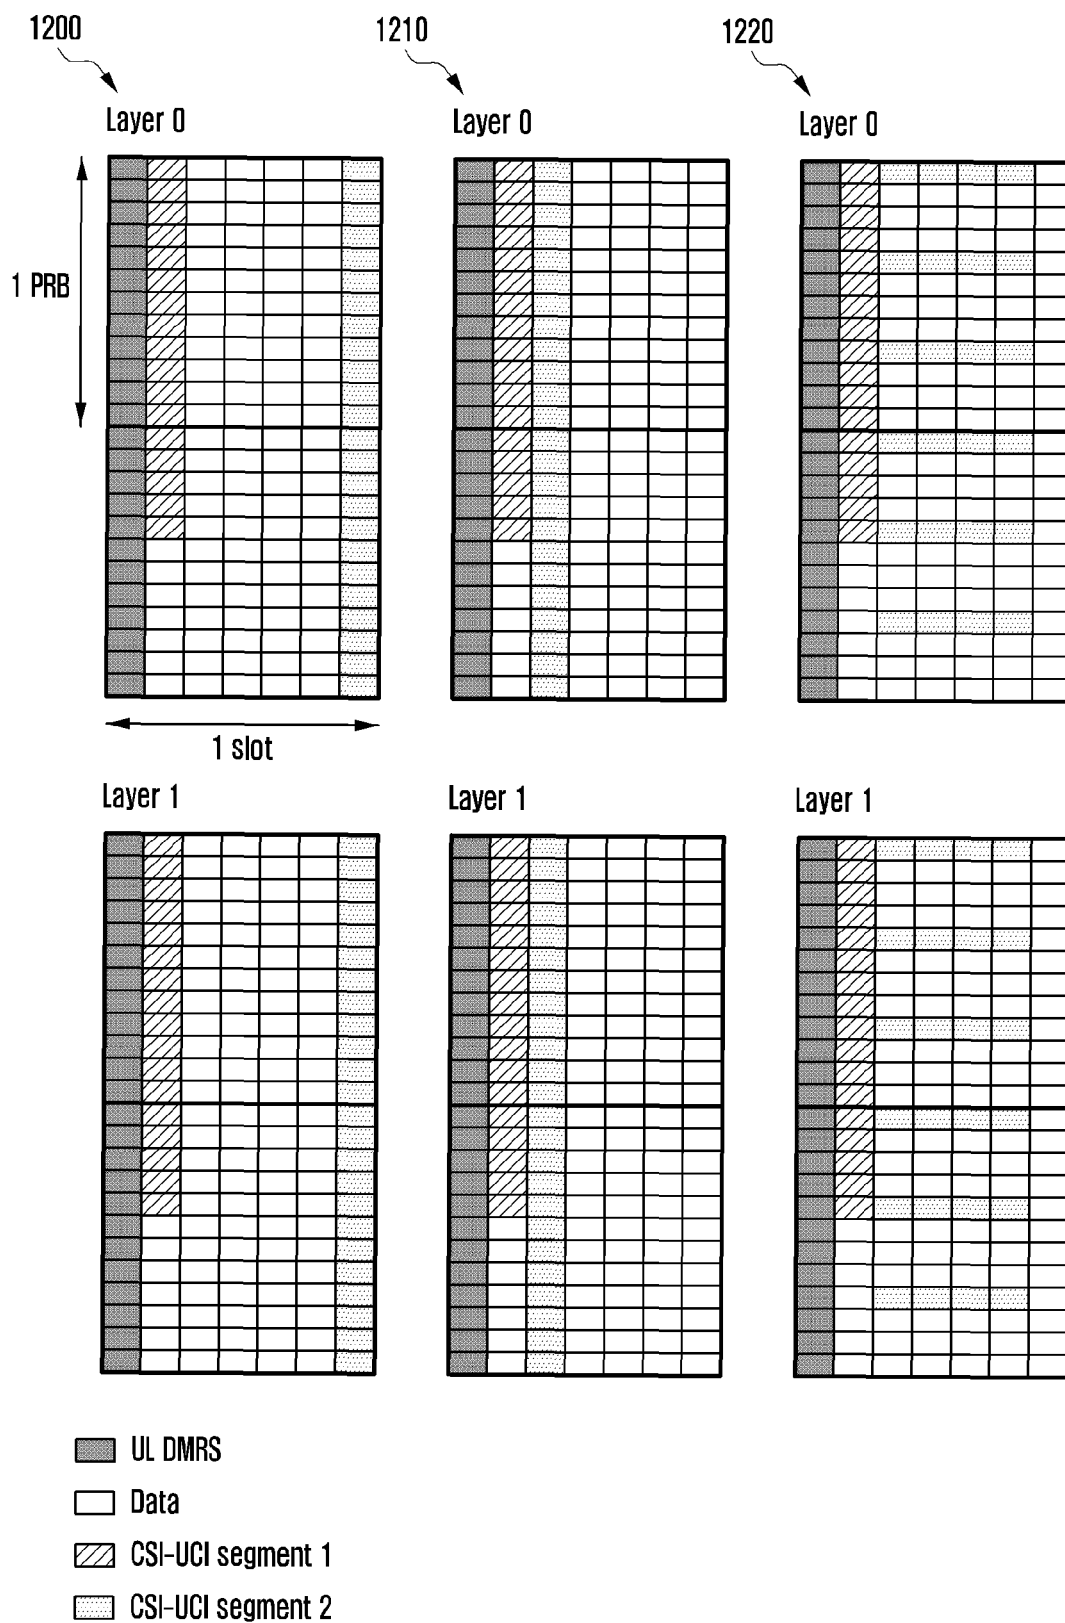 1200
1210
1220
Layer 0
Layer 0
Layer 0
1 PRB
1 slot
Layer 1
Layer 1
Layer 1
UL DMRS
Data
CSI-UCI segment 1
CSI-UCI segment 2